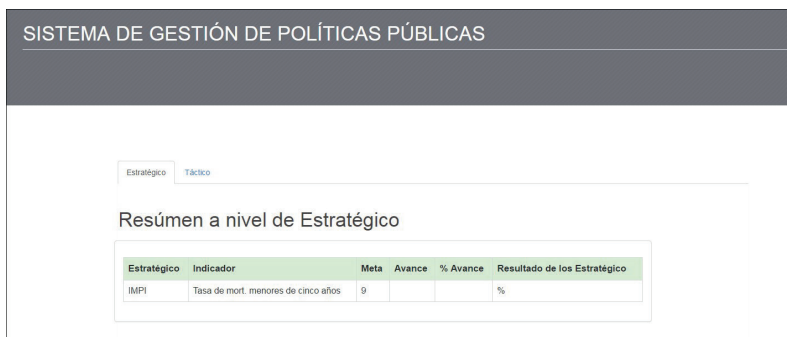 SISTEMA DE GESTIÓN DE POLÍTICAS PÚBLICAS
Estratégico Táctico
Resúmen a nivel de Estratégico
Estratégico Indicador Meta Avance % Avance Resultado de los Estratégico
IMPI Tasa de mort. menores de cinco años 9 %